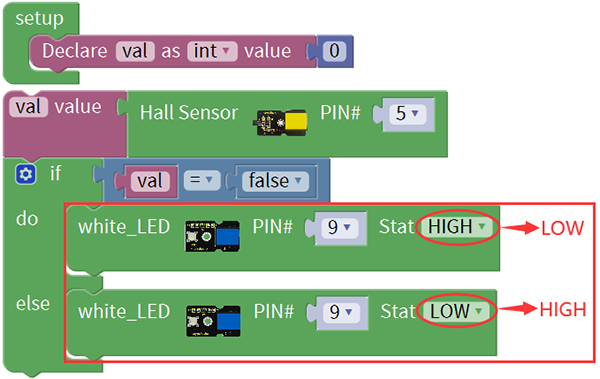 setup
Declare val as int value 0
val value Hall Sensor PIN# 5
if val = false
do white_LED PIN# 9 Stat HIGH LOW
else white_LED PIN# 9 Stat LOW HIGH